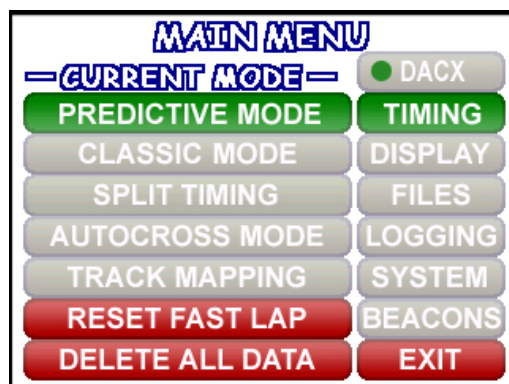 MAIN MENU
CURRENT MODE
DACX
PREDICTIVE MODE
TIMING
CLASSIC MODE
DISPLAY
SPLIT TIMING
FILES
AUTOCROSS MODE
LOGGING
TRACK MAPPING
SYSTEM
RESET FAST LAP
BEACONS
DELETE ALL DATA
EXIT